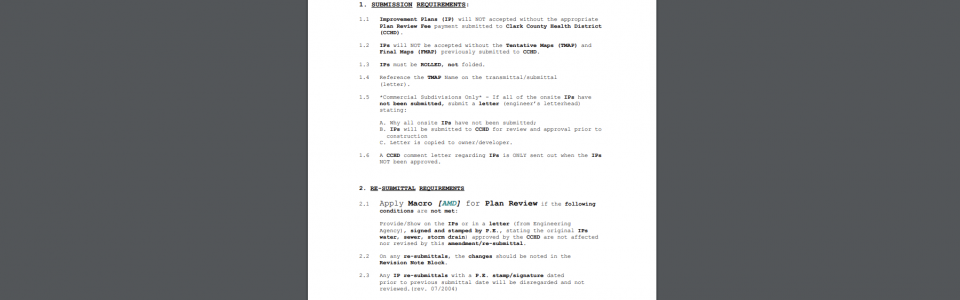 1. SUBMISSION REQUIREMENTS:
1.1 Improvement Plans (IP) will NOT accepted without the appropriate
Plan Review Fee payment submitted to Clark County Health District
(CCHD).
1.2 IPs will NOT be accepted without the Tentative Maps (TMAP) and
Final Maps (FMAP) previously submitted to CCHD.
1.3 IPs must be ROLLED, not folded.
1.4 Reference the TMAP Name on the transmittal/submittal
(letter).
1.5 *Commercial Subdivisions Only* - If all of the onsite IPs have
not been submitted, submit a letter (engineer's letterhead)
stating:
A. Why all onsite IPs have not been submitted;
B. IPs will be submitted to CCHD for review and approval prior to
construction
C. Letter is copied to owner/developer.
1.6 A CCHD comment letter regarding IPs is ONLY sent out when the IPs
NOT been approved.
2. RE-SUBMITTAL REQUIREMENTS
2.1 Apply Macro [AMD] for Plan Review if the following
conditions are not met:
Provide/Show on the IPs or in a letter (from Engineering
Agency), signed and stamped by P.E., stating the original IPs
water, sewer, storm drain) approved by the CCHD are not affected
nor revised by this amendment/re-submittal.
2.2 On any re-submittals, the changes should be noted in the
Revision Note Block.
2.3 Any IP re-submittals with a P.E. stamp/signature dated
prior to previous submittal date will be disregarded and not
reviewed.(rev. 07/2004)